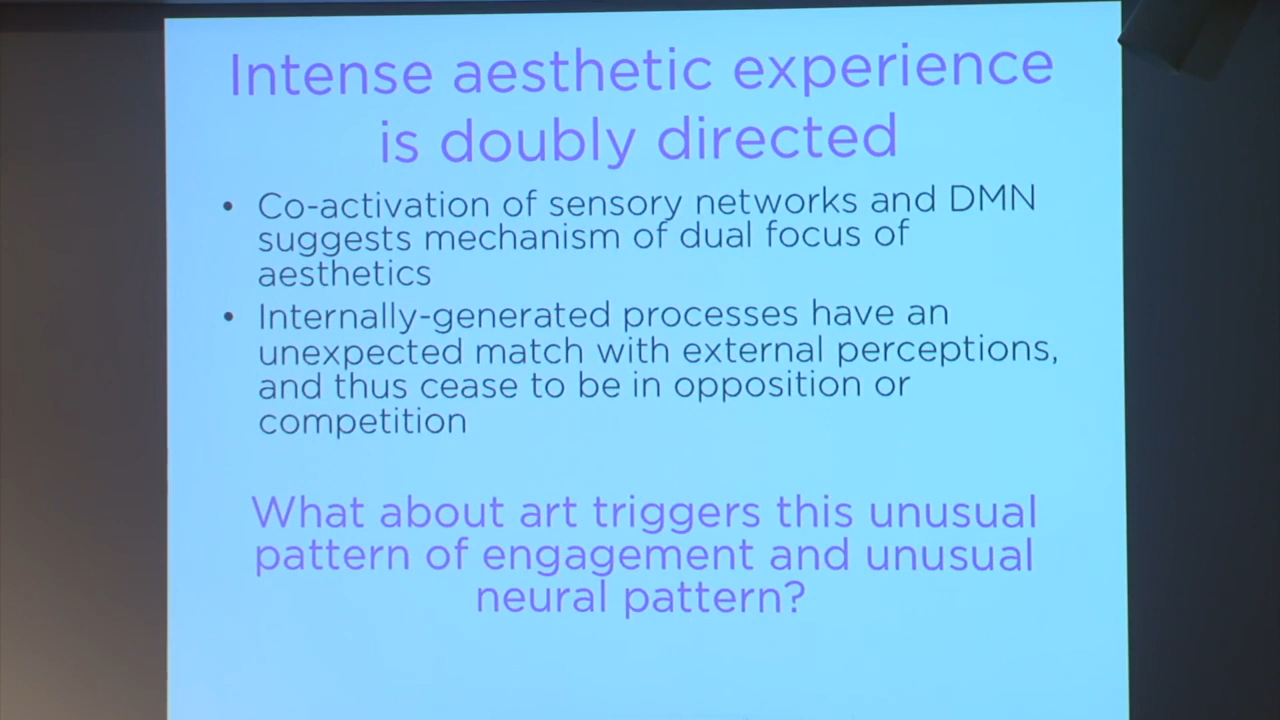 Intense aesthetic experience
is doubly directed
• Co-activation of sensory networks and DMN
suggests mechanism of dual focus of
aesthetics
• Internally-generated processes have an
unexpected match with external perceptions,
and thus cease to be in opposition or
competition
What about art triggers this unusual
pattern of engagement and unusual
neural pattern?